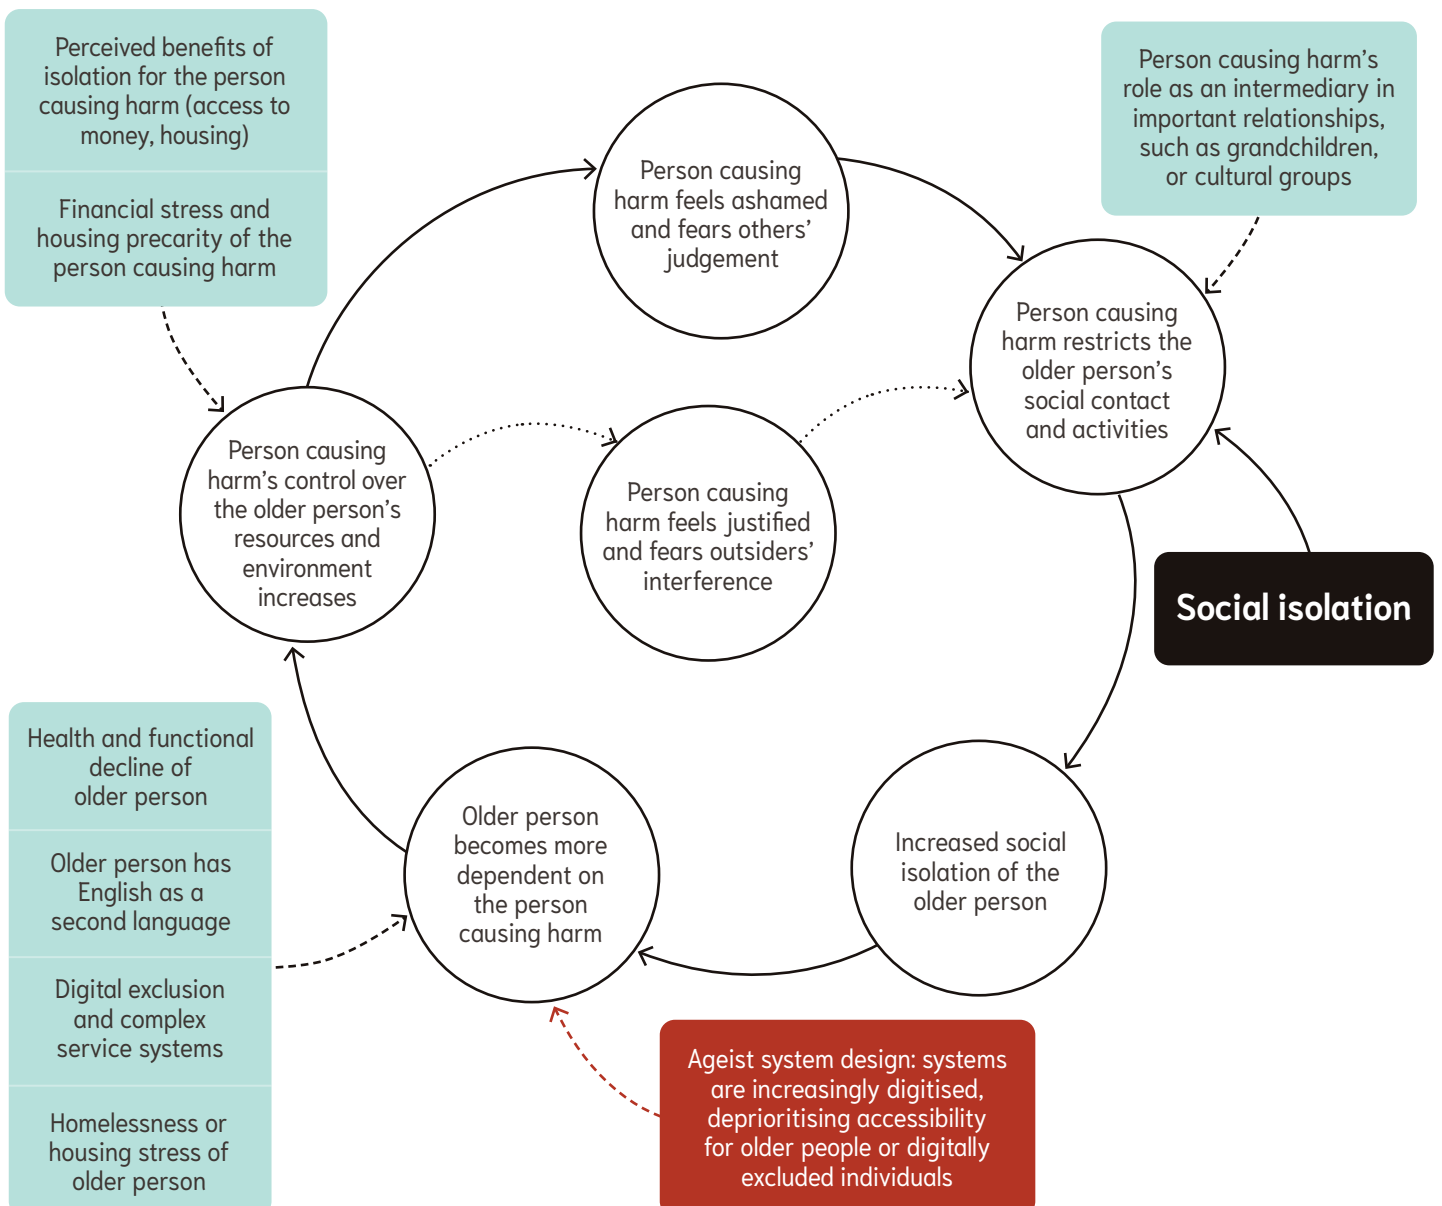 Perceived benefits of
isolation for the person
causing harm (access to
money, housing)
Financial stress and
housing precarity of the
person causing harm
Person causing
harm feels ashamed
and fears others’
judgement
Person causing harm’s
role as an intermediary in
important relationships,
such as grandchildren,
or cultural groups
Person causing
harm restricts the
older person’s
social contact
and activities
Person causing
harm’s control over
the older person’s
resources and
environment
increases
Person causing
harm feels justified
and fears outsiders’
interference
Social isolation
Health and functional
decline of
older person
Older person has
English as a
second language
Digital exclusion
and complex
service systems
Homelessness or
housing stress of
older person
Older person
becomes more
dependent on
the person
causing harm
Increased social
isolation of the
older person
Ageist system design: systems
are increasingly digitised,
deprioritising accessibility
for older people or digitally
excluded individuals